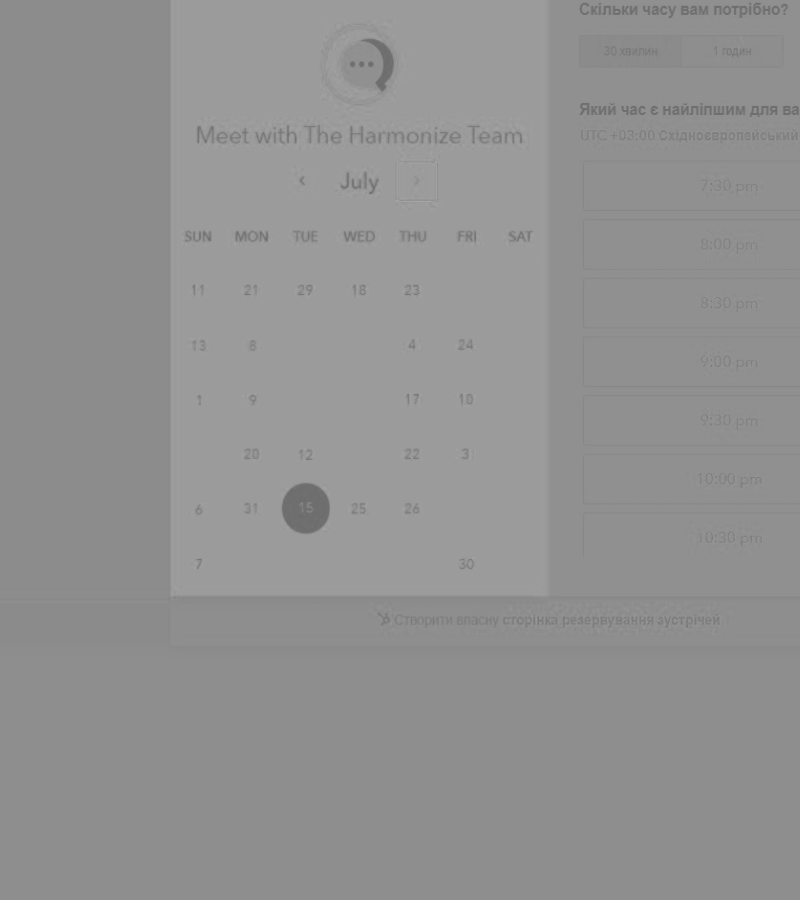 Meet with The Harmonize Team
July
SUN MON TUE WED THU FRI SAT
11 21 29 18 23
13 8 4 24
1 9 17 10
20 12 22 3
6 31 15 25 26
7 30
Скільки часу вам потрібно?
30 хвилин 1 годин
Який час є найліпшим для ва
UTC +03:00 Східноєвропейський
7:30 pm
8:00 pm
8:30 pm
9:00 pm
9:30 pm
10:00 pm
10:30 pm
Створити власну сторінка резервування зустрічей